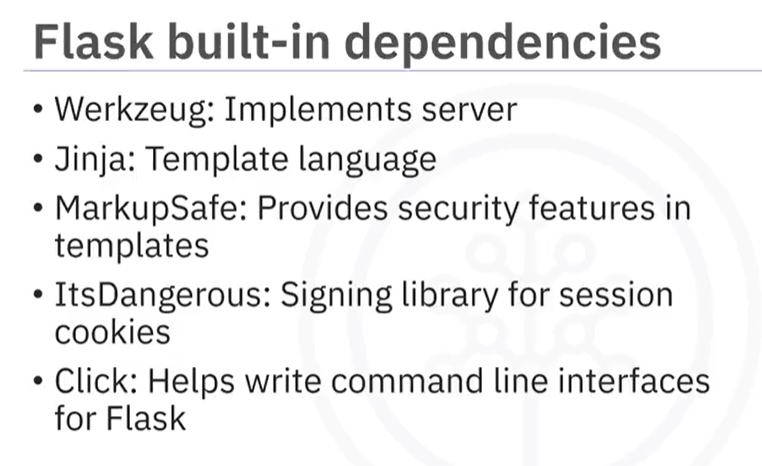 Flask built-in dependencies
• Werkzeug: Implements server
• Jinja: Template language
• MarkupSafe: Provides security features in
templates
• ItsDangerous: Signing library for session
cookies
• Click: Helps write command line interfaces
for Flask